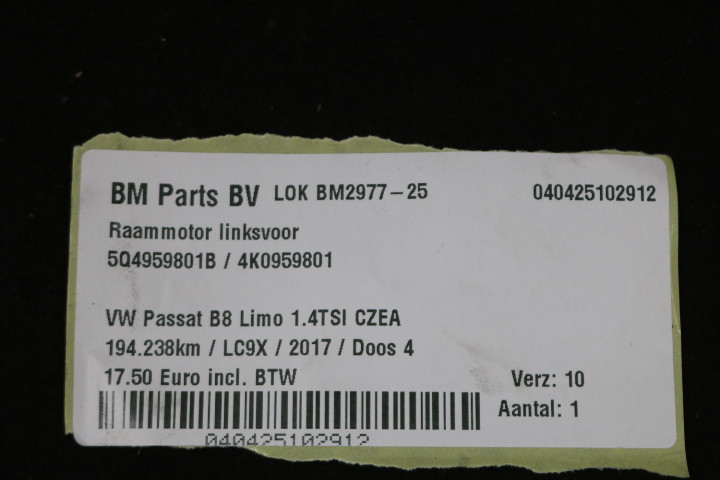 BM Parts BV LOK BM2977-25 040425102912
Raammotor linksvoor
5Q4959801B / 4K0959801
VW Passat B8 Limo 1.4TSI CZEA
194.238km / LC9X / 2017 / Doos 4
17.50 Euro incl. BTW Verz: 10
Aantal: 1
040425102912